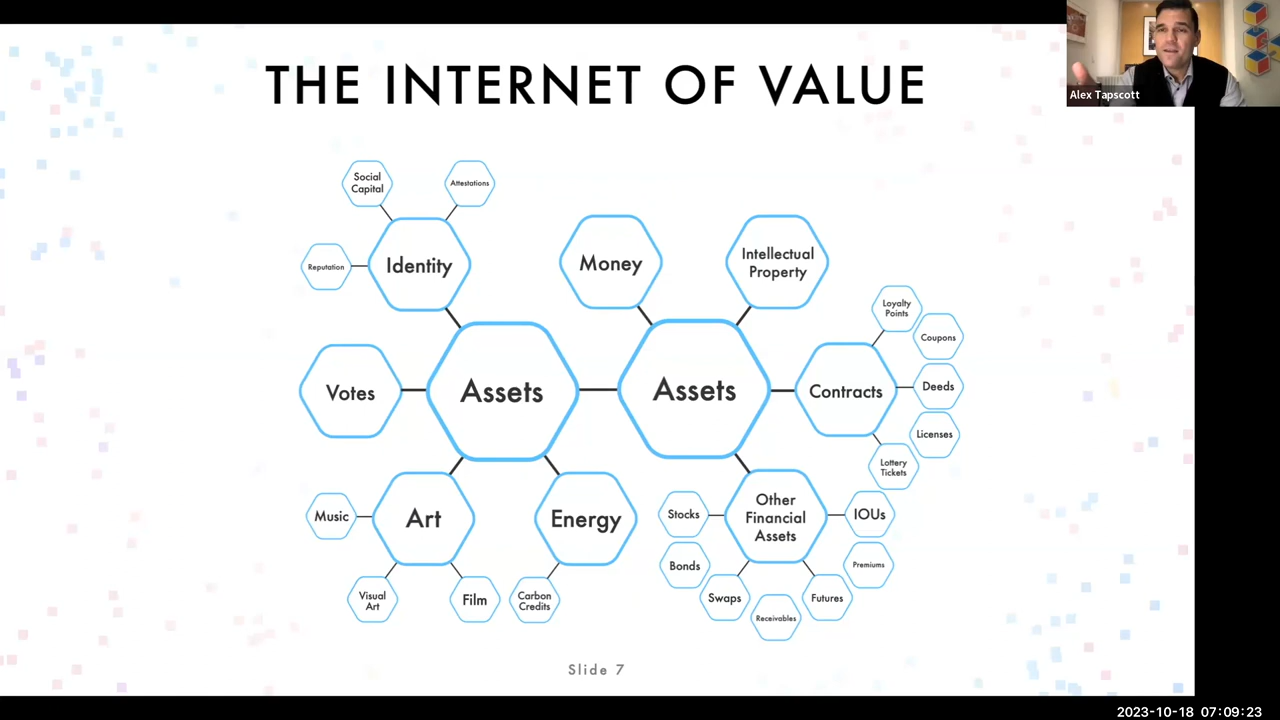 THE INTERNET OF VALUE
Alex Tapscott
Social
Capital
Attestations
Reputation
Identity
Money
Intellectual
Property
Votes
Assets
Assets
Contracts
Loyalty
Points
Coupons
Deeds
Licenses
Lottery
Tickets
Music
Art
Visual
Art
Film
Energy
Carbon
Credits
Other
Financial
Assets
Stocks
Bonds
Swaps
Receivables
Futures
Premiums
IOUs
Slide 7
2023-10-18 07:09:23